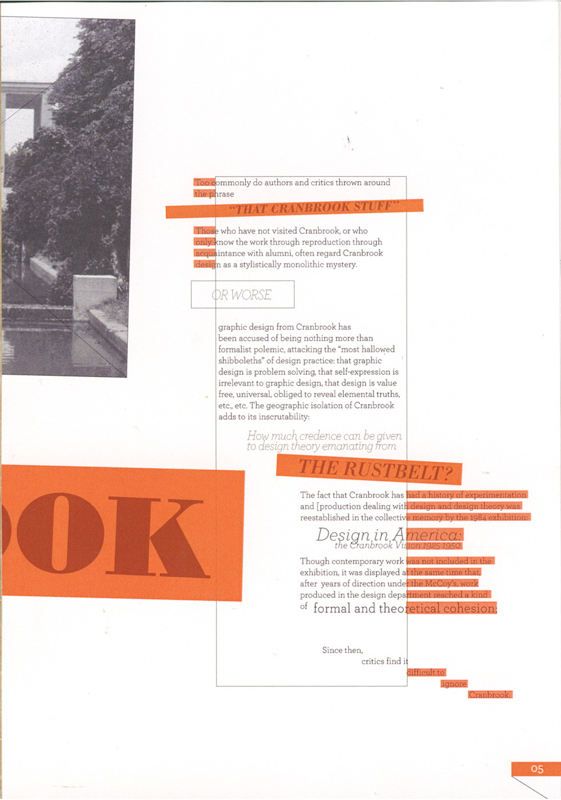 Too commonly do authors and critics thrown around
the phrase
"THAT CRANBROOK STUFF"
Those who have not visited Cranbrook, or who
only know the work through reproduction through
acquaintance with alumni, often regard Cranbrook
design as a stylistically monolithic mystery.
OR WORSE,
graphic design from Cranbrook has
been accused of being nothing more than
formalist polemic, attacking the "most hallowed
shibboleths" of design practice: that graphic
design is problem solving, that self-expression is
irrelevant to graphic design, that design is value
free, universal, obliged to reveal elemental truths,
etc., etc. The geographic isolation of Cranbrook
adds to its inscrutability:
How much credence can be given
to design theory emanating from
THE RUSTBELT?
OOK
The fact that Cranbrook has had a history of experimentation
and [production dealing with design and design theory was
reestablished in the collective memory by the 1984 exhibition:
Design in America:
the Cranbrook Vision 1925-1950.
Though contemporary work was not included in the
exhibition, it was displayed at the same time that,
after years of direction under the McCoy's, work
produced in the design department reached a kind
of formal and theoretical cohesion;
Since then,
critics find it
difficult to
ignore
Cranbrook.
05